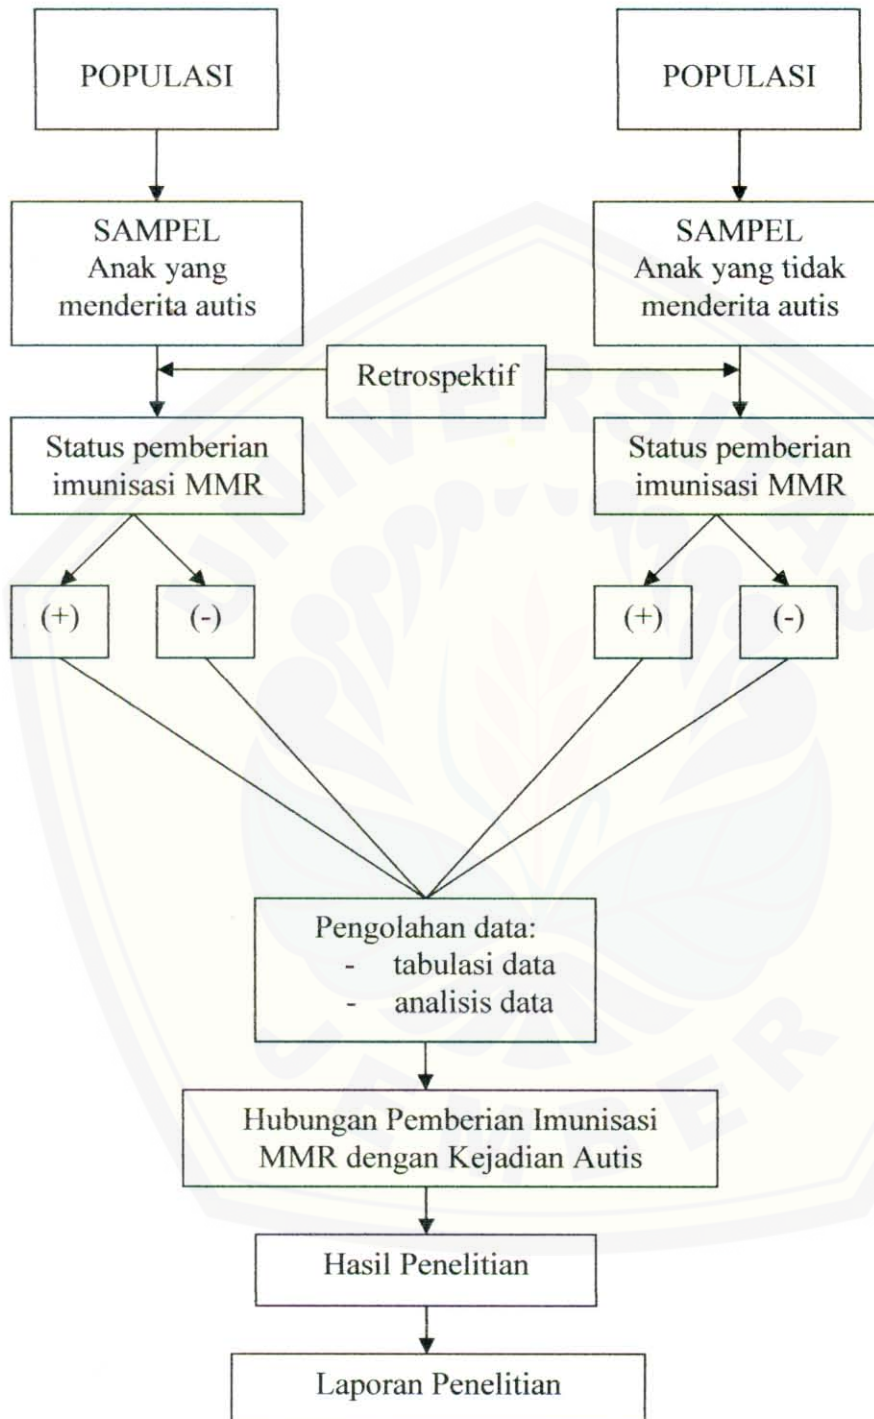 POPULASI
POPULASI
SAMPEL
Anak yang
menderita autis
SAMPEL
Anak yang tidak
menderita autis
Retrospektif
Status pemberian
imunisasi MMR
Status pemberian
imunisasi MMR
(+)
(-)
(+)
(-)
Pengolahan data:
- tabulasi data
- analisis data
Hubungan Pemberian Imunisasi
MMR dengan Kejadian Autis
Hasil Penelitian
Laporan Penelitian
UNIVERSITAS
JEMBER